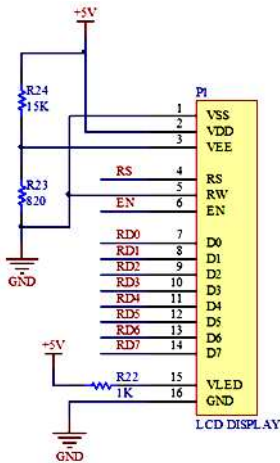 +5V
R24
15K
R23
820
GND
P1
1 VSS
2 VDD
3 VEE
RS 4 RS
5 RW
EN 6 EN
RD0 7 D0
RD1 8 D1
RD2 9 D2
RD3 10 D3
RD4 11 D4
RD5 12 D5
RD6 13 D6
RD7 14 D7
+5V
R22
1K
15 VLED
16 GND
LCD DISPLAY
GND